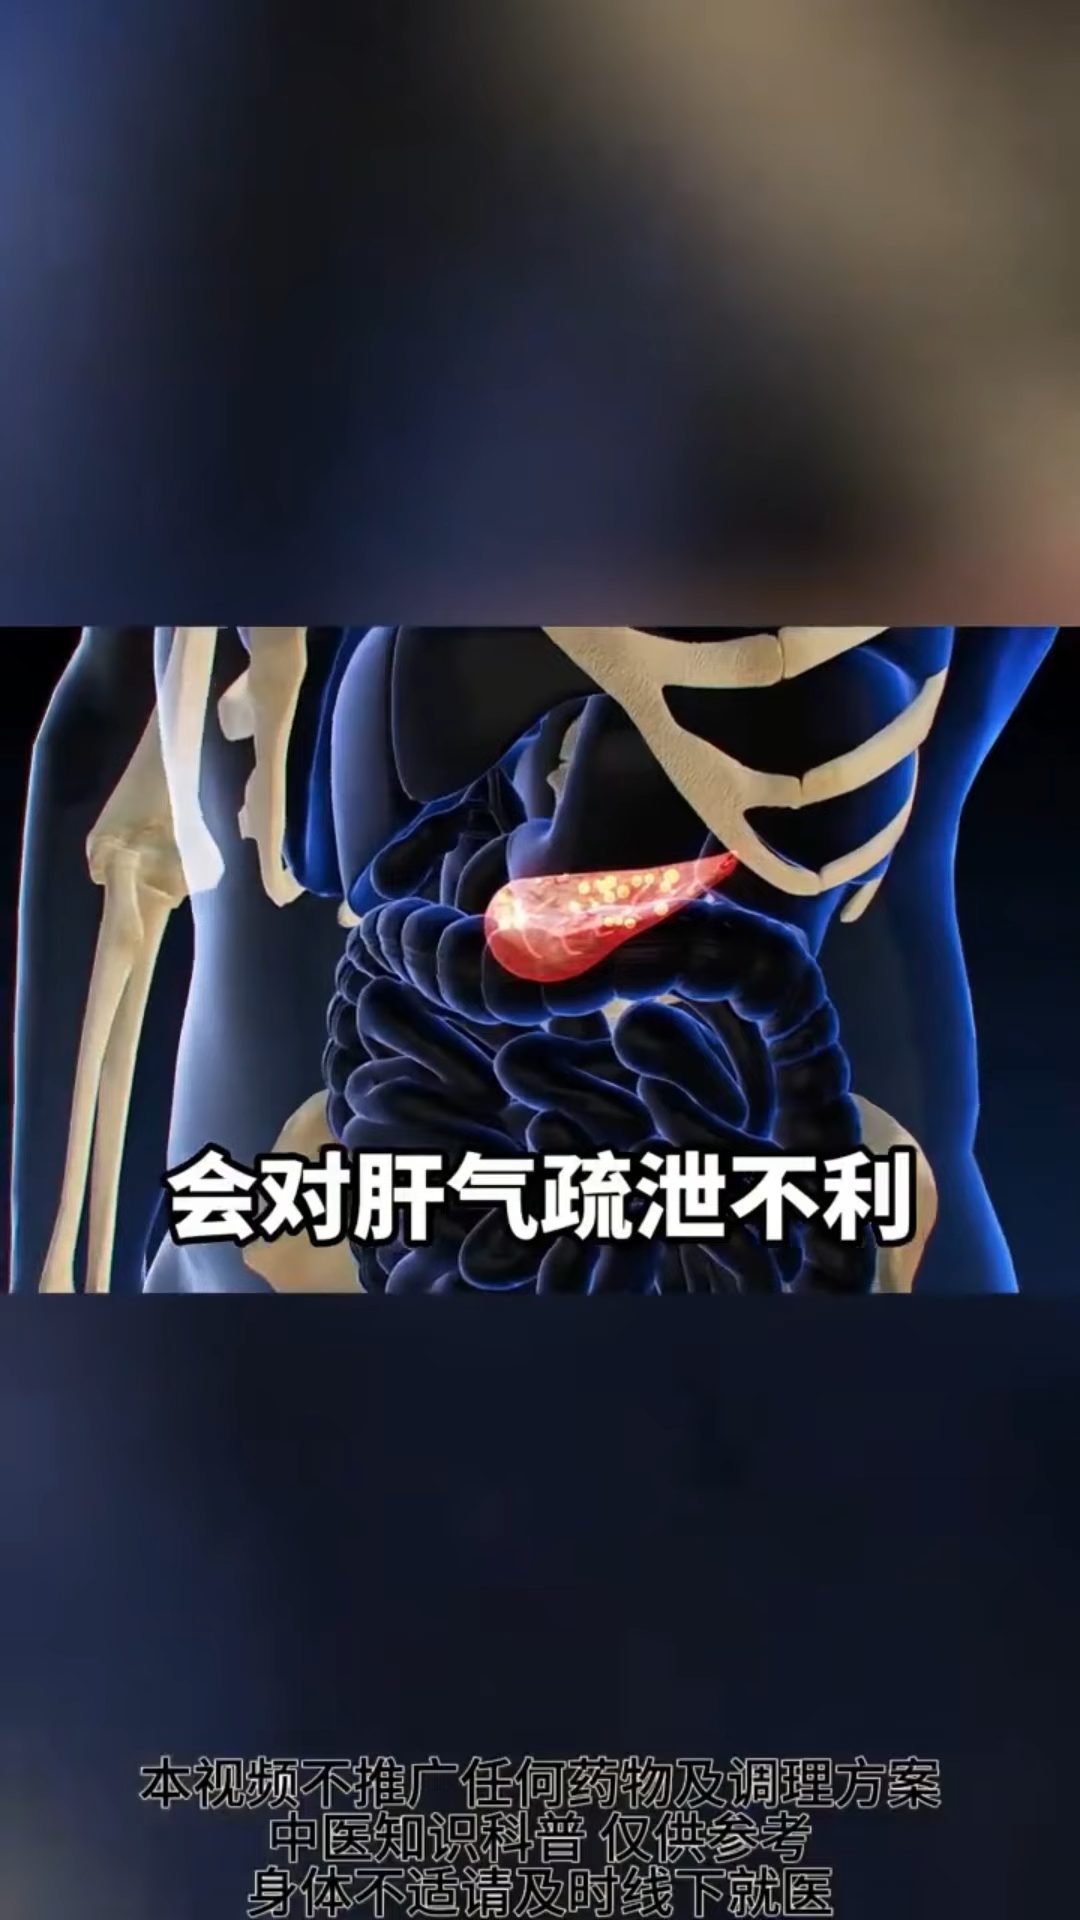 会对肝气疏泄不利
本视频不推广任何药物及调理方案
中医知识科普 仅供参考
身体不适请及时线下就医